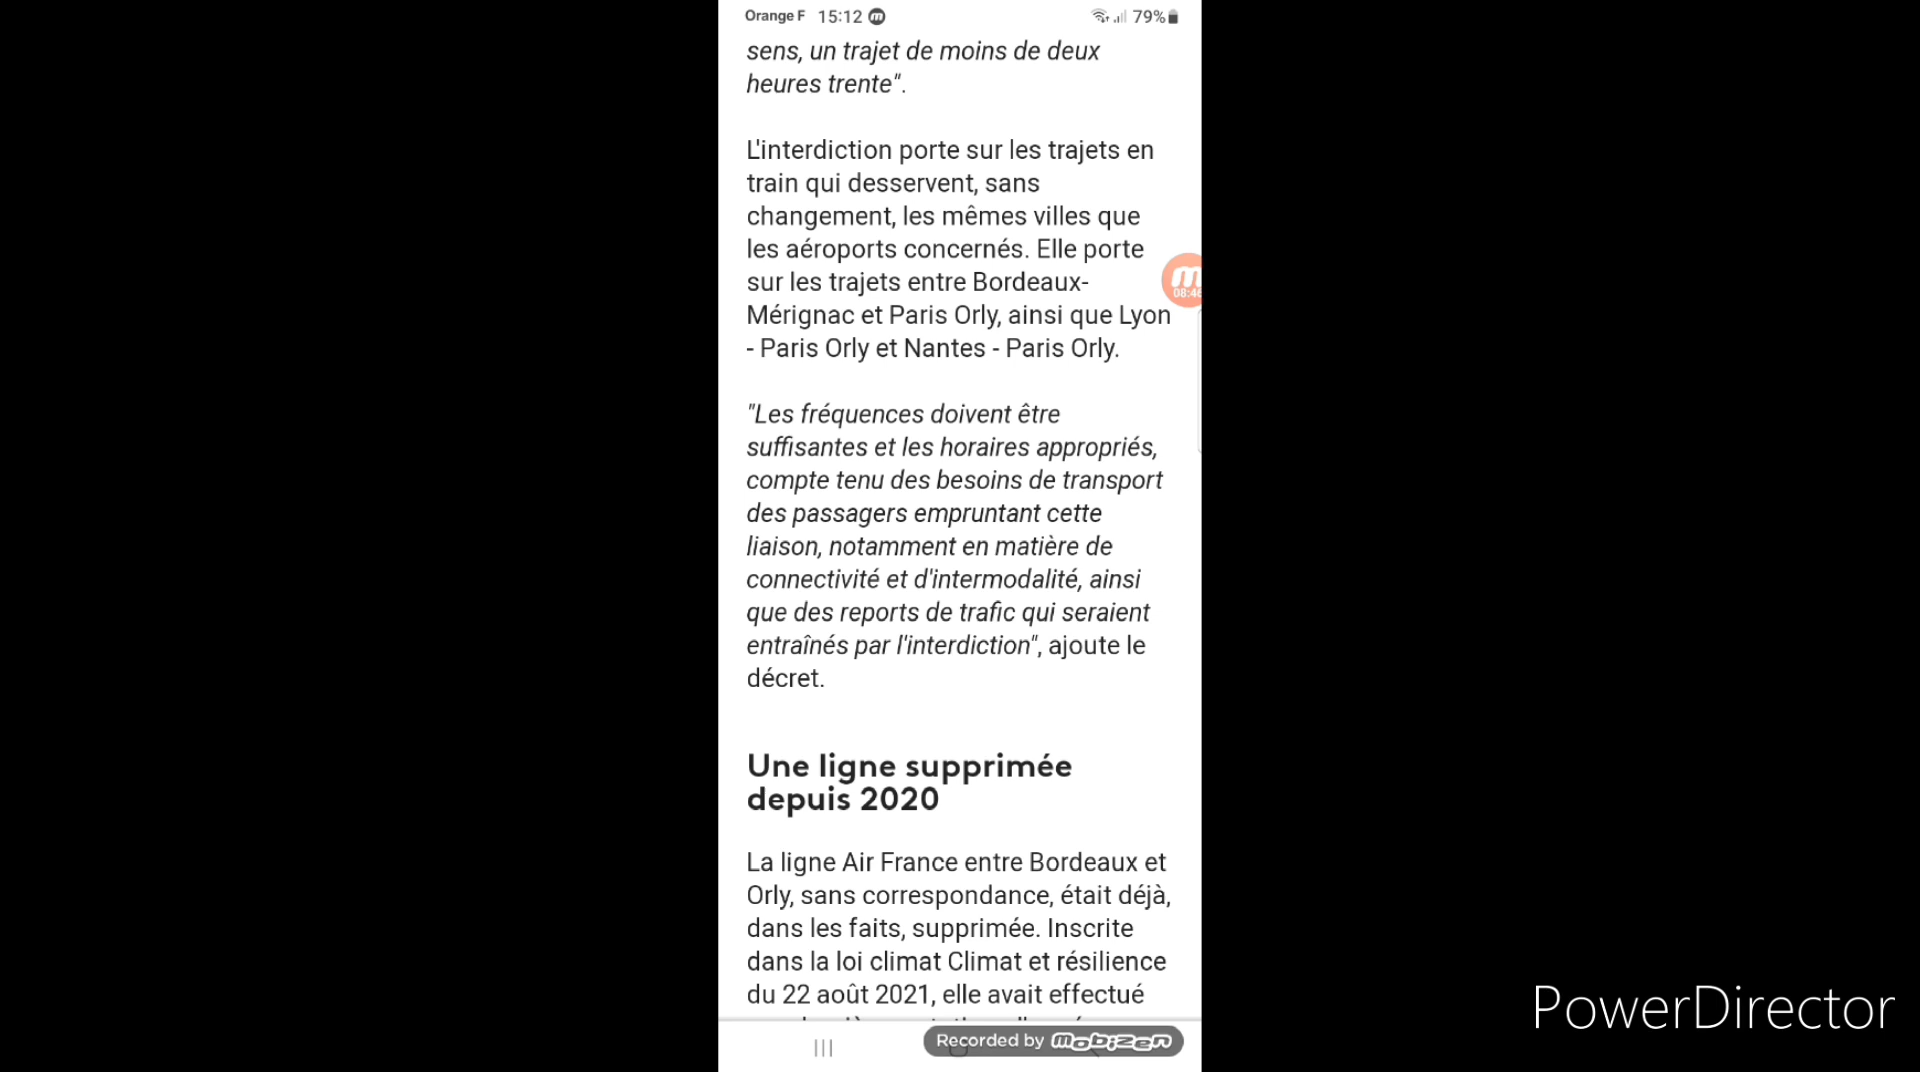 Orange F 15:12 m 79%
sens, un trajet de moins de deux
heures trente".
L'interdiction porte sur les trajets en
train qui desservent, sans
changement, les mêmes villes que
les aéroports concernés. Elle porte
sur les trajets entre Bordeaux-
Mérignac et Paris Orly, ainsi que Lyon
- Paris Orly et Nantes - Paris Orly.
m
08:46
"Les fréquences doivent être
suffisantes et les horaires appropriés,
compte tenu des besoins de transport
des passagers empruntant cette
liaison, notamment en matière de
connectivité et d'intermodalité, ainsi
que des reports de trafic qui seraient
entraînés par l'interdiction", ajoute le
décret.
Une ligne supprimée
depuis 2020
La ligne Air France entre Bordeaux et
Orly, sans correspondance, était déjà,
dans les faits, supprimée. Inscrite
dans la loi climat Climat et résilience
du 22 août 2021, elle avait effectué
Recorded by mobizen
PowerDirector